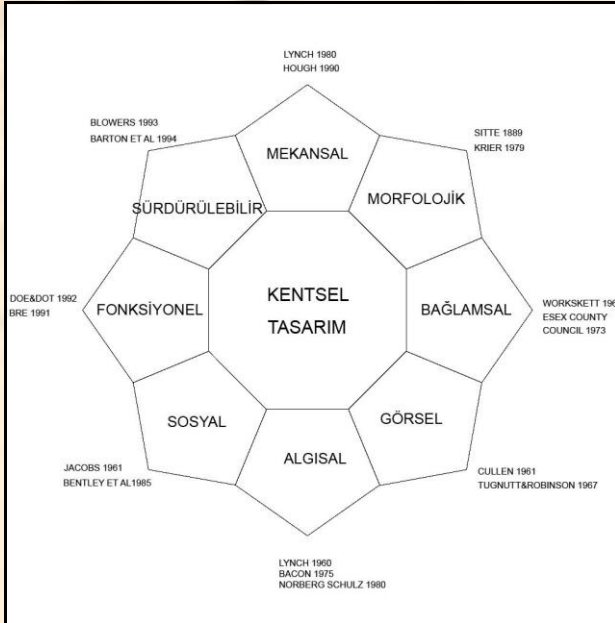 LYNCH 1980
HOUGH 1990
BLOWERS 1993
BARTON ET AL 1994
SITTE 1889
KRIER 1979
MEKANSAL
SÜRDÜRÜLEBİLİR
MORFOLOJİK
DOE&DOT 1992
BRE 1991
FONKSİYONEL
KENTSEL
TASARIM
BAĞLAMSAL
WORKSKETT
ESEX COUNTY
COUNCIL 1973
SOSYAL
GÖRSEL
ALGISAL
JACOBS 1961
BENTLEY ET AL1985
CULLEN 1961
TUGNUTT&ROBINSON 1967
LYNCH 1960
BACON 1975
NORBERG SCHULZ 1980